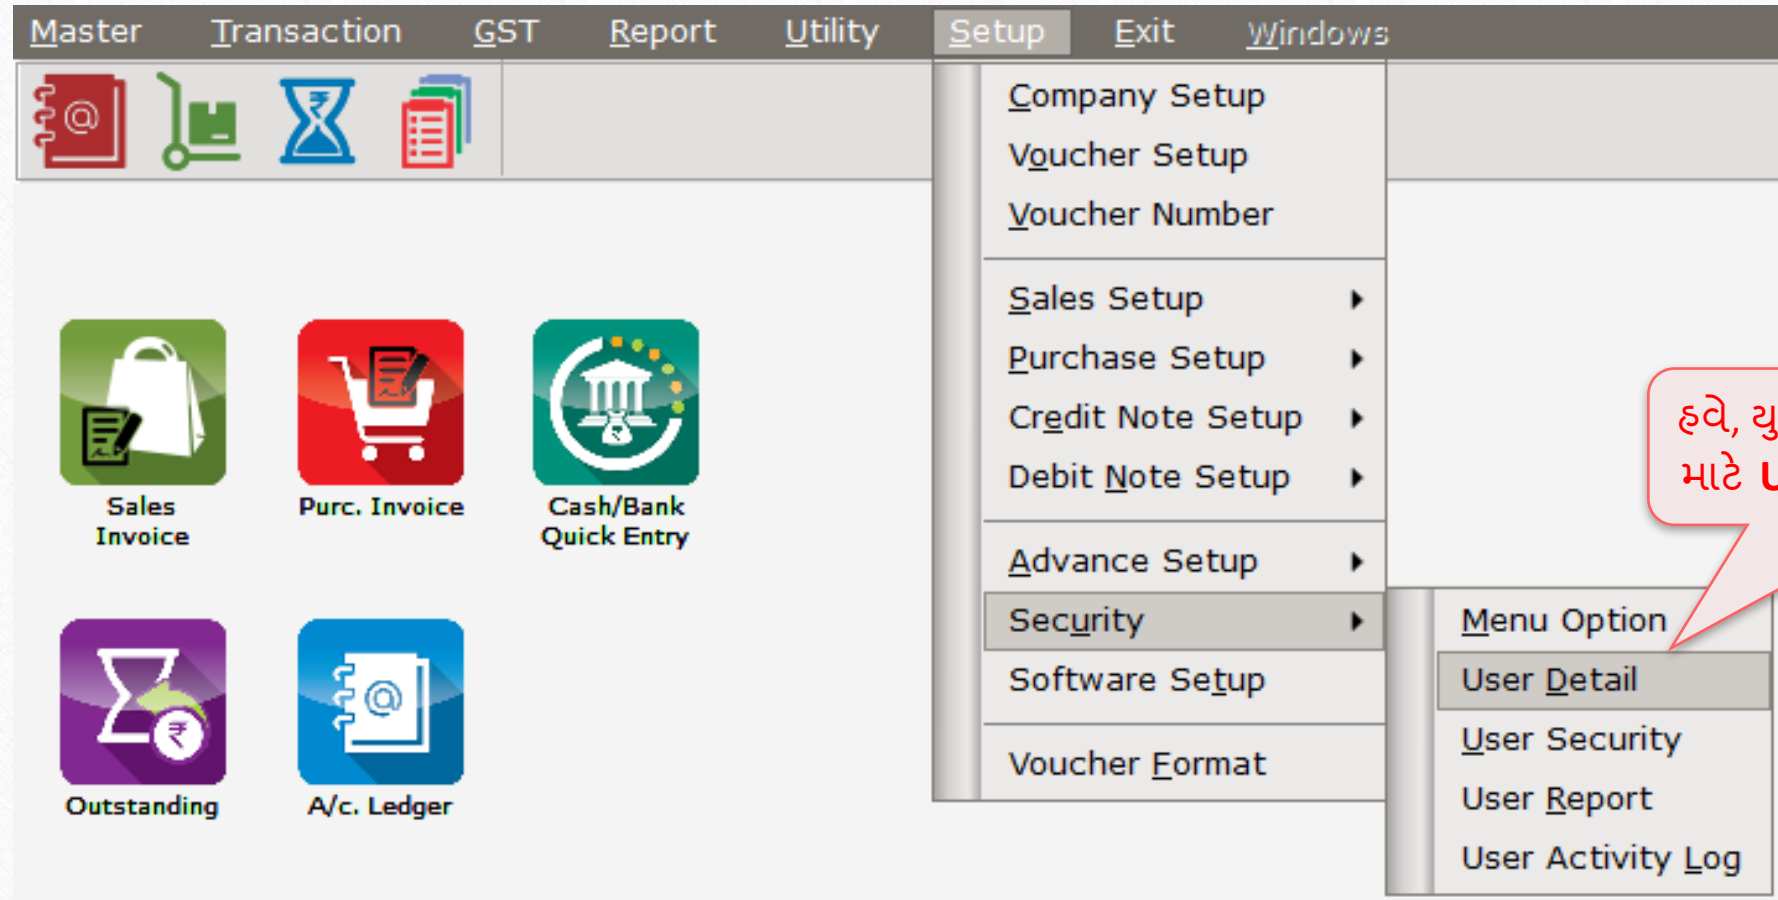 Master Transaction GST Report Utility Setup Exit Windows
Company Setup
Voucher Setup
Voucher Number
Sales Setup
Purchase Setup
Credit Note Setup
Debit Note Setup
Advance Setup
Security
Software Setup
Voucher Format
Menu Option
User Detail
User Security
User Report
User Activity Log
હવે,
માટે
Sales
Invoice
Purc. Invoice
Cash/Bank
Quick Entry
Outstanding
A/c. Ledger